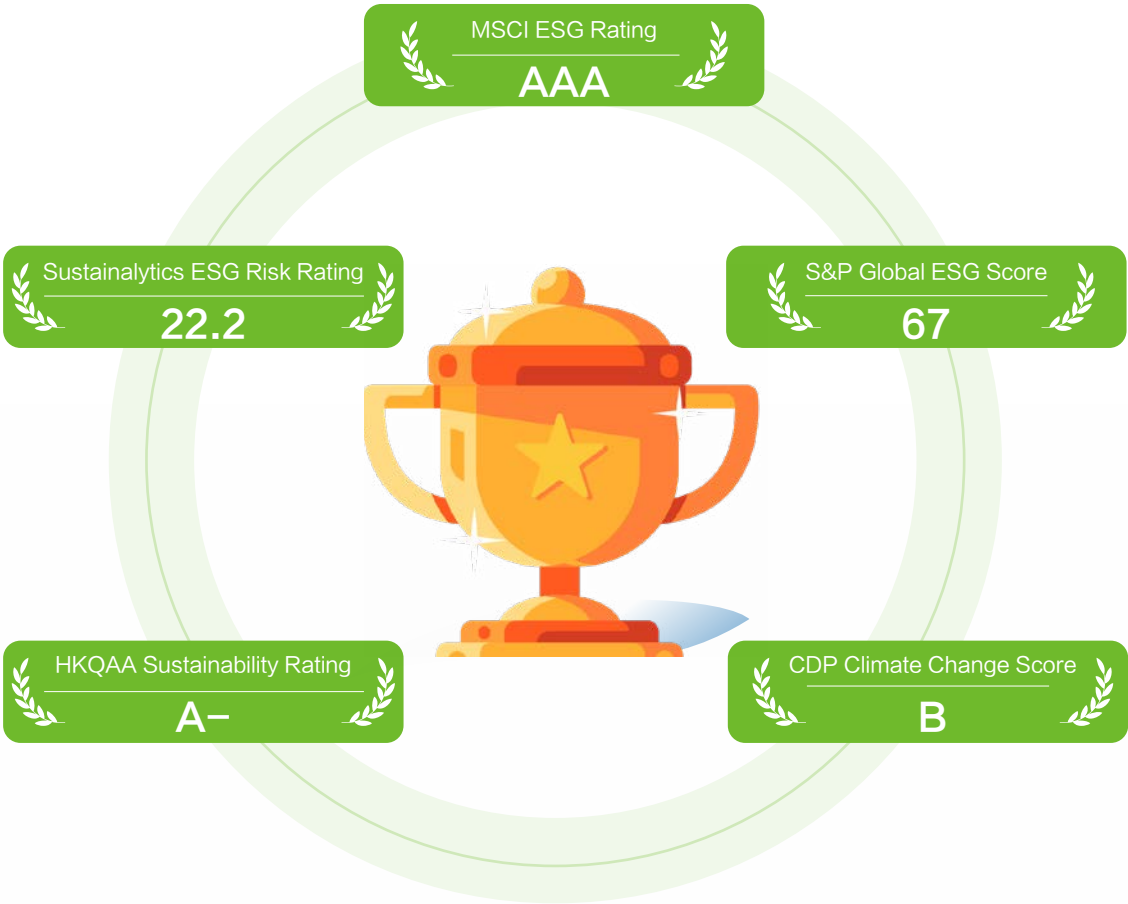 MSCI ESG Rating
AAA
Sustainalytics ESG Risk Rating
22.2
S&P Global ESG Score
67
HKQAA Sustainability Rating
A–
CDP Climate Change Score
B